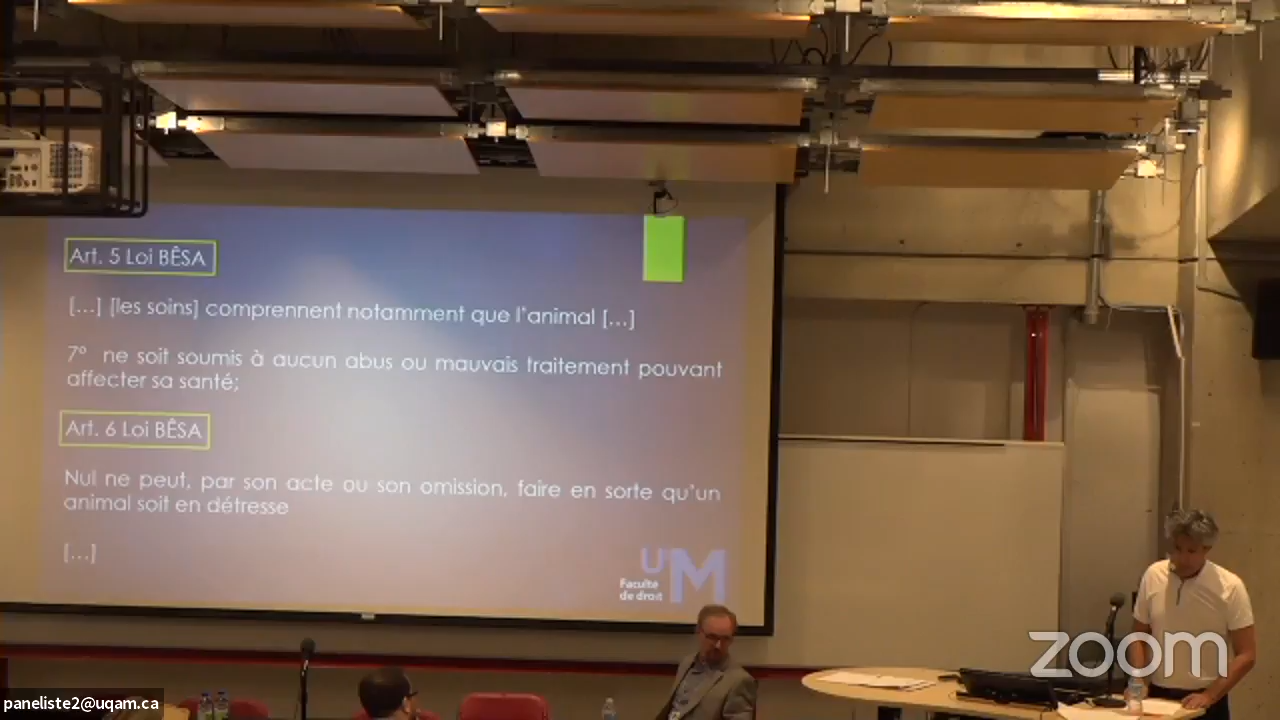 Art. 5 Loi BÊSA
[...] [les soins] comprennent notamment que l'animal [...]
7° ne soit soumis à aucun abus ou mauvais traitement pouvant
affecter sa santé;
Art. 6 Loi BÊSA
Nul ne peut, par son acte ou son omission, faire en sorte qu'un
animal soit en détresse
[...]
UM
Faculté
de droit
zoom
paneliste2@uqam.ca